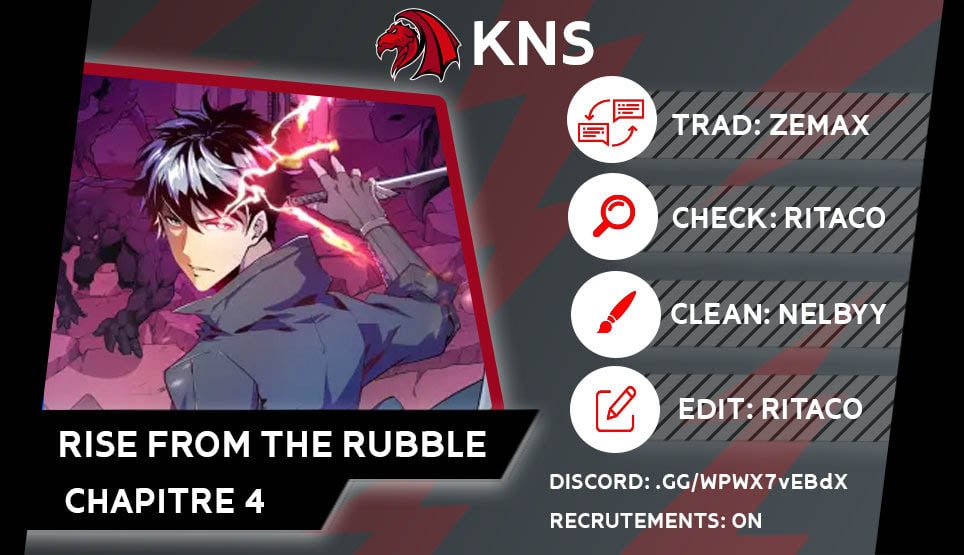 KNS
TRAD: ZEMAX
CHECK: RITACO
CLEAN: NELBYY
EDIT: RITACO
RISE FROM THE RUBBLE
CHAPITRE 4
DISCORD: .GG/WPWX7vEBdX
RECRUTEMENTS: ON